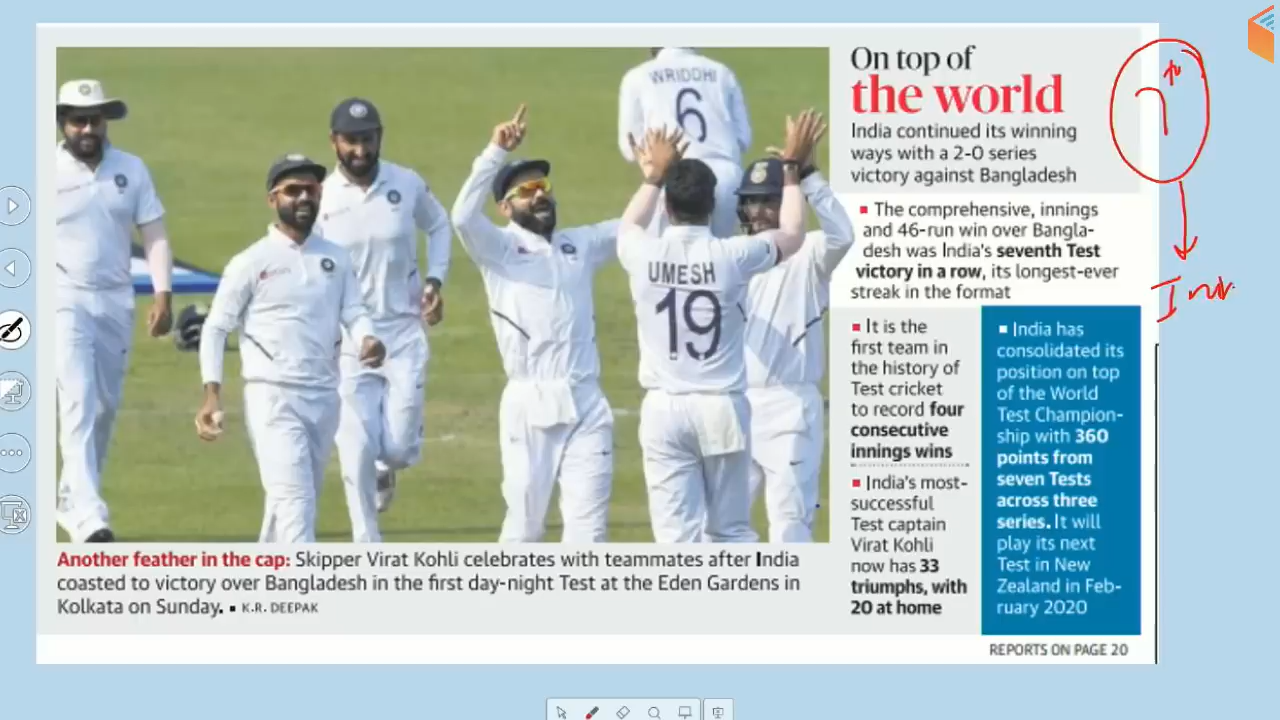 On top of
the world
India continued its winning
ways with a 2-0 series
victory against Bangladesh
▪ The comprehensive, innings
and 46-run win over Bangla-
desh was India's seventh Test
victory in a row, its longest-ever
streak in the format
▪ It is the
first team in
the history of
Test cricket
to record four
consecutive
innings wins
▪ India's most-
successful
Test captain
Virat Kohli
now has 33
triumphs, with
20 at home
▪ India has
consolidated its
position on top
of the World
Test Champion-
ship with 360
points from
seven Tests
across three
series. It will
play its next
Test in New
Zealand in Feb-
ruary 2020
REPORTS ON PAGE 20
WRIDDHI
6
UMESH
19
Another feather in the cap: Skipper Virat Kohli celebrates with teammates after India
coasted to victory over Bangladesh in the first day-night Test at the Eden Gardens in
Kolkata on Sunday. ▪ K.R. DEEPAK